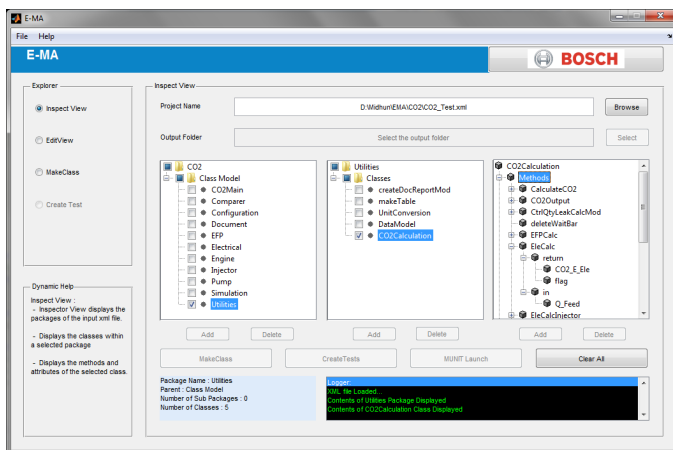 E-MA
File Help
E-MA
BOSCH
Explorer
Inspect View
EditView
MakeClass
Create Test
Dynamic Help
Inspect View :
- Inspector View displays the
packages of the input xml file.
- Displays the classes within
a selected package
- Displays the methods and
attributes of the selected class.
Inspect View
Project Name
D:\Midhun\EMA\CO2\CO2_Test.xml
Browse
Output Folder
Select the output folder
Select
CO2
Class Model
CO2Main
Comparer
Configuration
Document
EFP
Electrical
Engine
Injector
Pump
Simulation
Utilities
Utilities
Classes
createDocReportMod
makeTable
UnitConversion
DataModel
CO2Calculation
CO2Calculation
Methods
CalculateCO2
CO2Output
CtrlQtyLeakCalcMod
deleteWaitBar
EFPCalc
EleCalc
return
CO2_E_Ele
flag
in
Q_Feed
EleCalcInjector
Add Delete
Add Delete
Add Delete
MakeClass CreateTests MUNIT Launch Clear All
Package Name : Utilities
Parent : Class Model
Number of Sub Packages : 0
Number of Classes : 5
Logger:
XML file Loaded...
Contents of Utilities Package Displayed
Contents of CO2Calculation Class Displayed